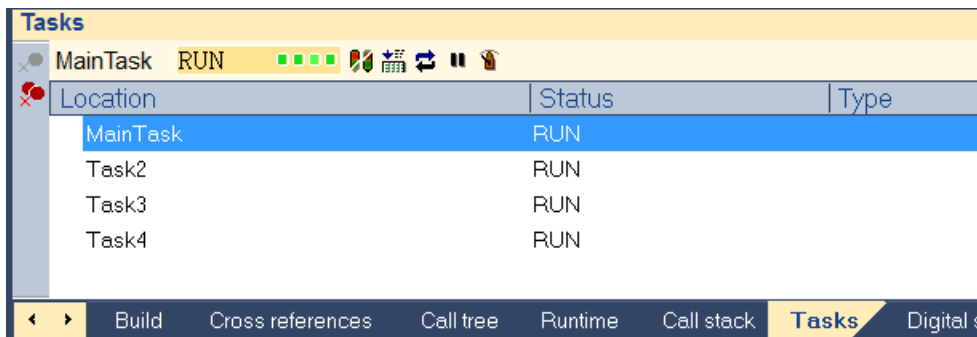 Tasks
MainTask RUN
Location Status Type
MainTask RUN
Task2 RUN
Task3 RUN
Task4 RUN
Build Cross references Call tree Runtime Call stack Tasks Digital s